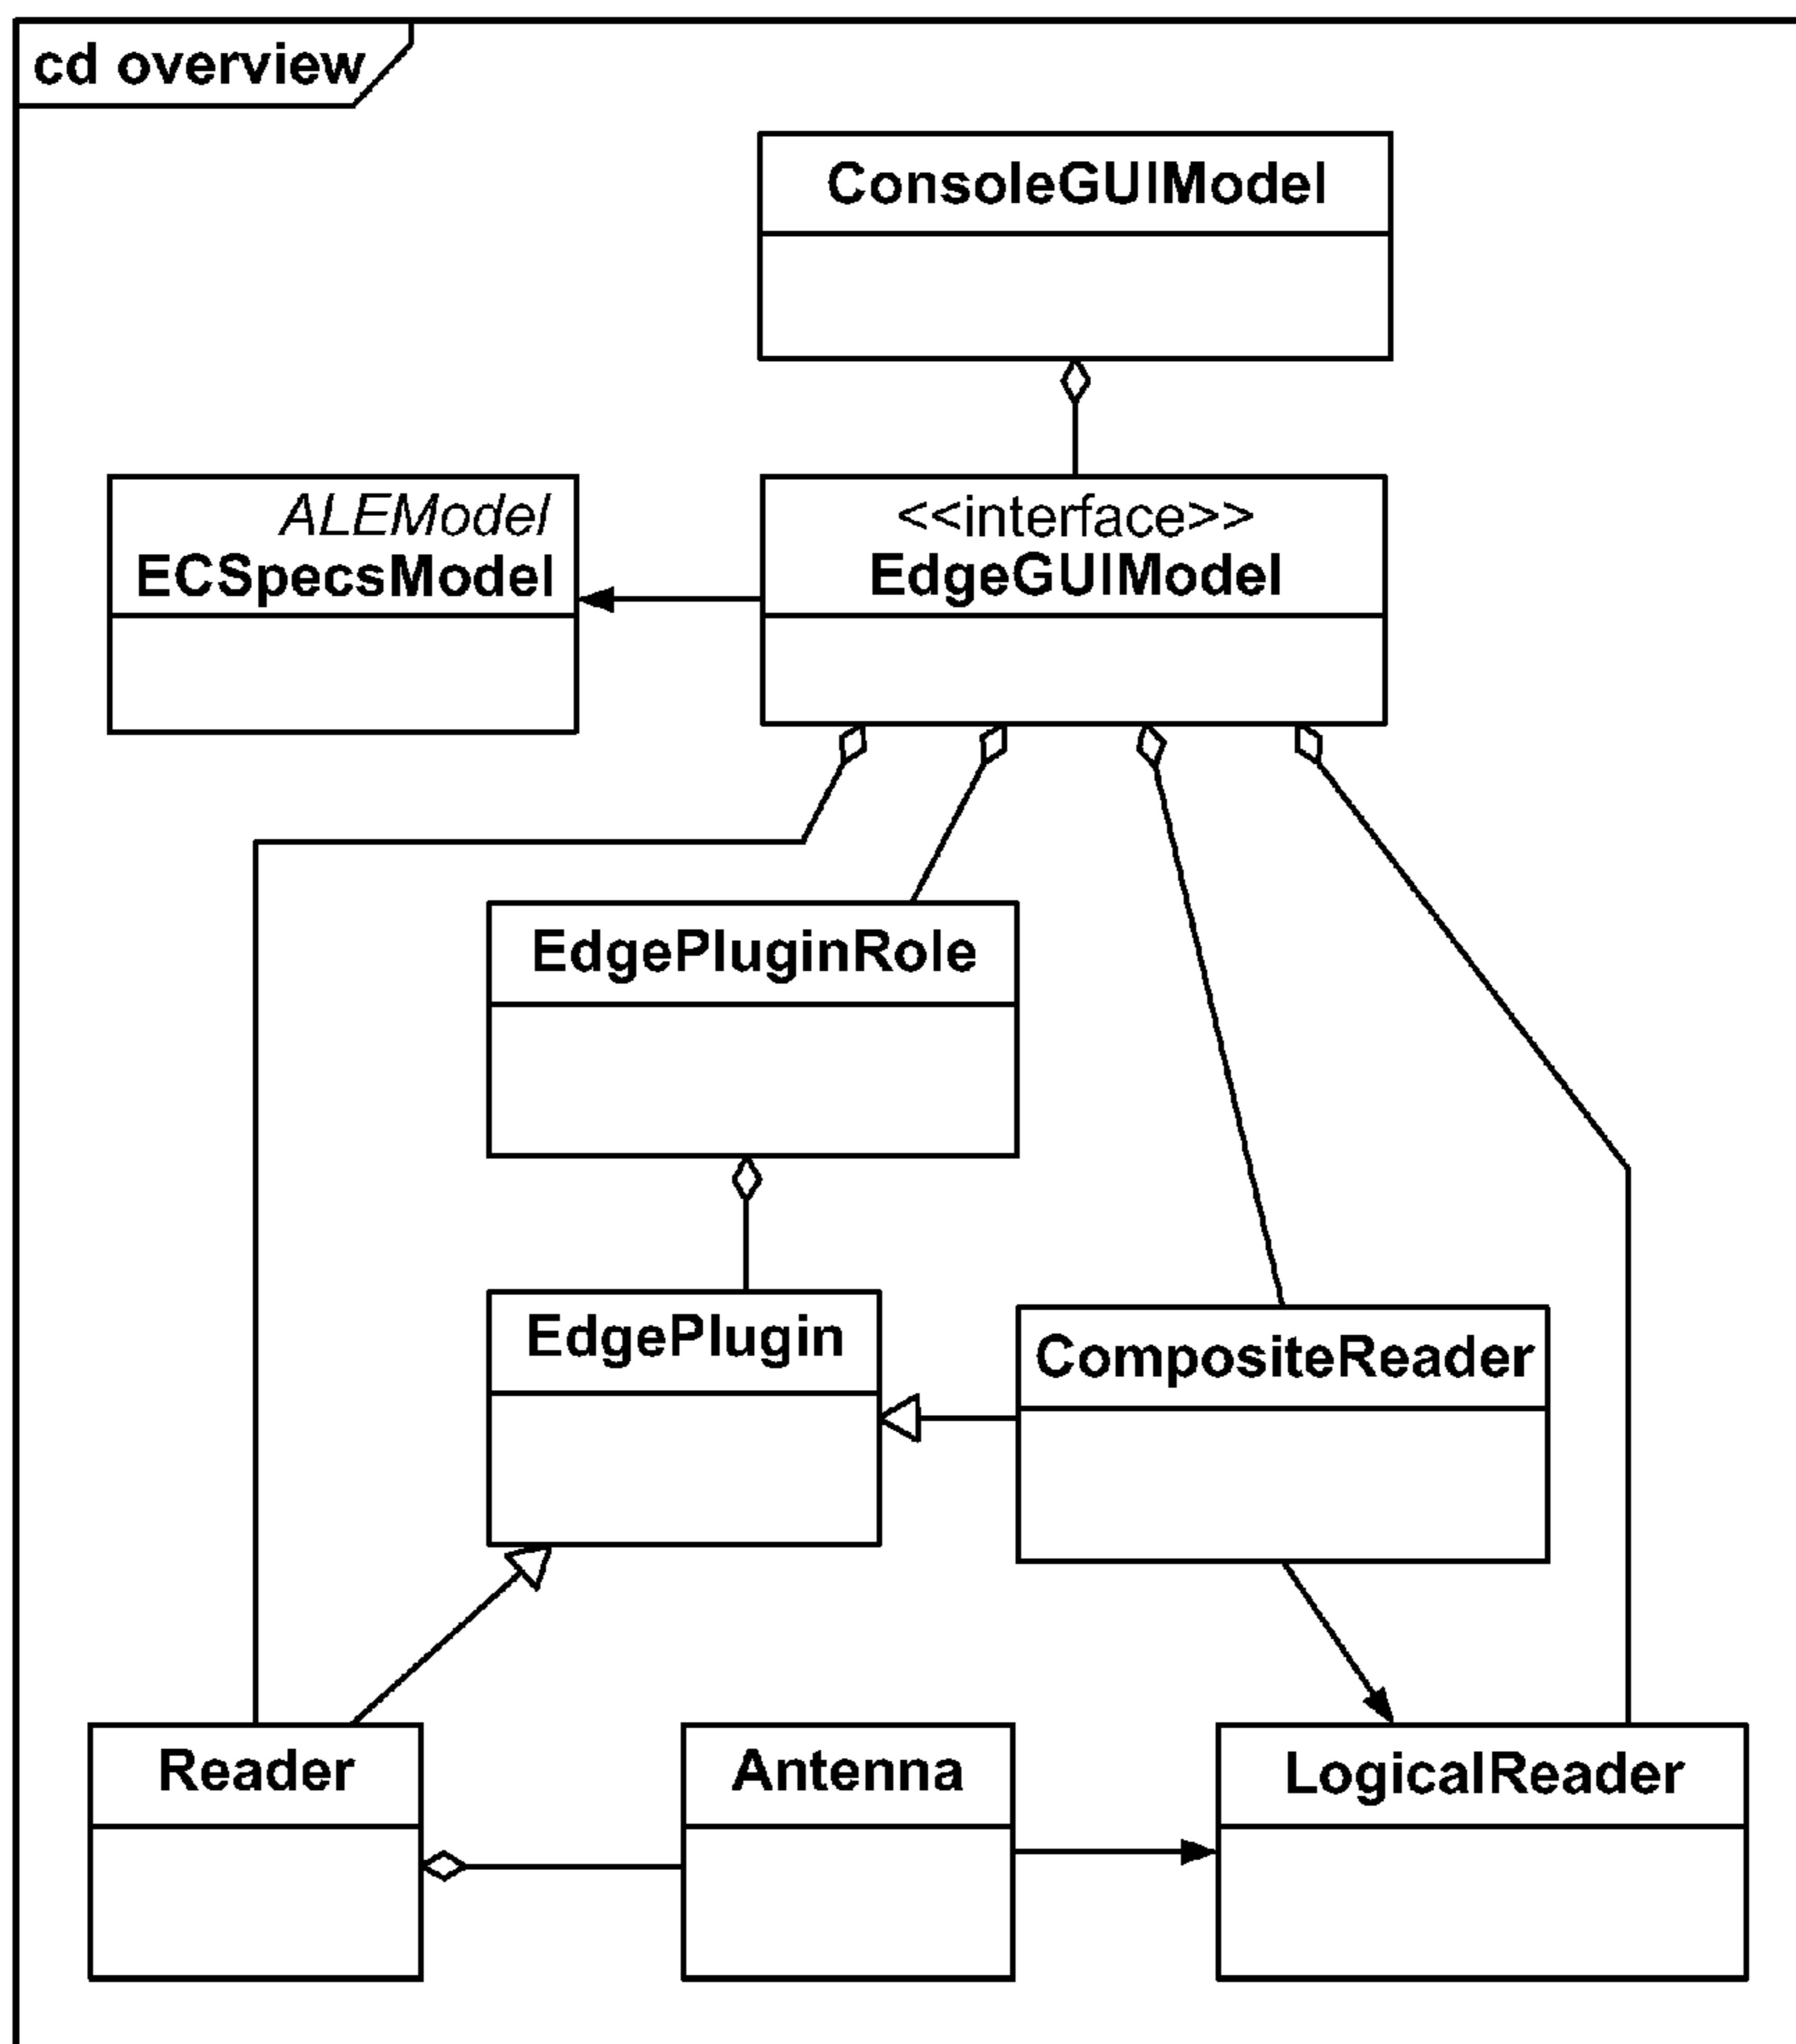 cd overview
ConsoleGUIModel
ALEModel
ECSpecsModel
<<interface>>
EdgeGUIModel
EdgePluginRole
EdgePlugin
CompositeReader
Reader
Antenna
LogicalReader